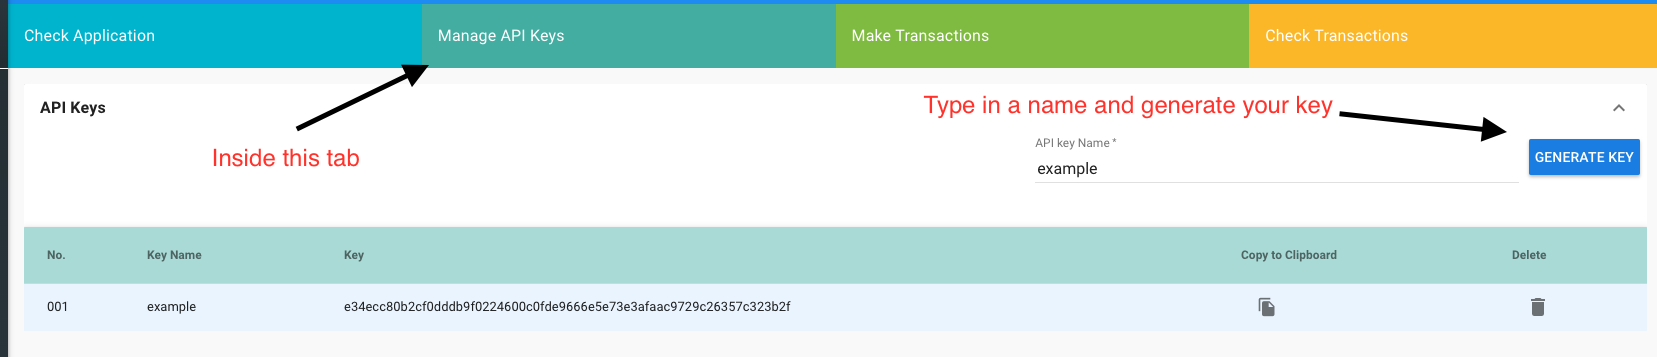 Check Application
Manage API Keys
Make Transactions
Check Transactions
API Keys
Type in a name and generate your key
Inside this tab
API key Name *
example
GENERATE KEY
No.
Key Name
Key
Copy to Clipboard
Delete
001
example
e34ecc80b2cf0dddb9f0224600c0fde9666e5e73e3afaac9729c26357c323b2f